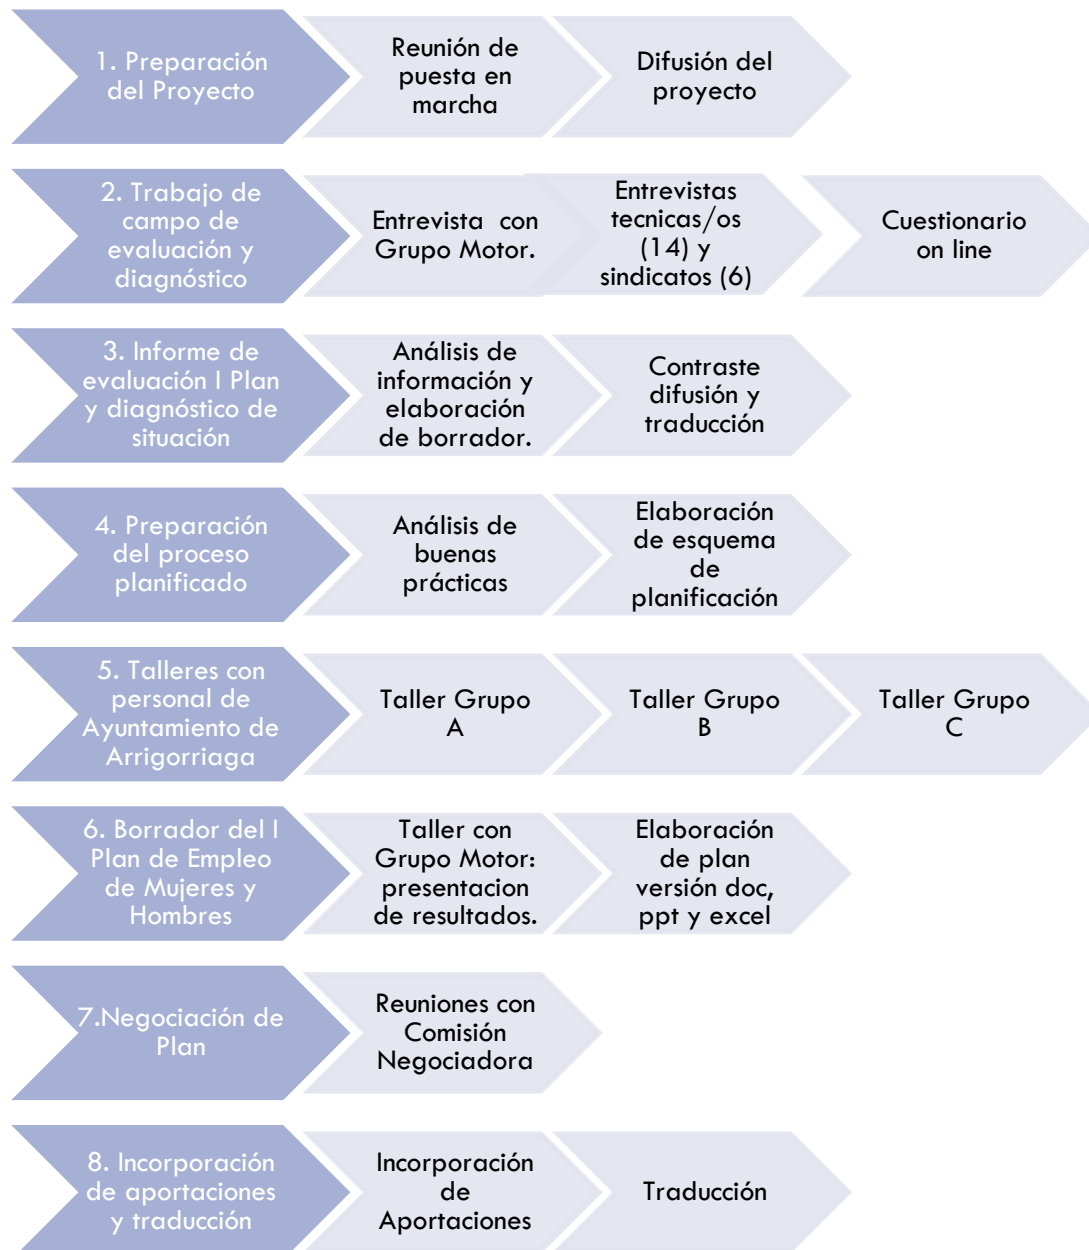 1. Preparación
del Proyecto
Reunión de
puesta en
marcha
Difusión del
proyecto
2. Trabajo de
campo de
evaluación y
diagnóstico
Entrevista  con
Grupo Motor.
Entrevistas
tecnicas/os
(14) y
sindicatos (6)
Cuestionario
on line
3. Informe de
evaluación I Plan
y diagnóstico de
situación
Análisis de
información y
elaboración
de borrador.
Contraste
difusión y
traducción
4. Preparación
del proceso
planificado
Análisis de
buenas
prácticas
Elaboración
de esquema
de
planificación
5. Talleres con
personal de
Ayuntamiento de
Arrigorriaga
Taller Grupo
A
Taller Grupo
B
Taller Grupo
C
6. Borrador del I
Plan de Empleo
de Mujeres y
Hombres
Taller con
Grupo Motor:
presentacion
de resultados.
Elaboración
de plan
versión doc,
ppt y excel
7.Negociación de
Plan
Reuniones con
Comisión
Negociadora
8. Incorporación
de aportaciones
y traducción
Incorporación
de
Aportaciones
Traducción